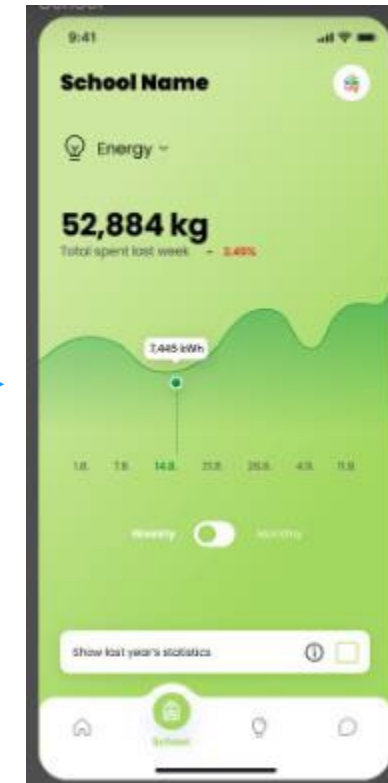 School
9:41
School Name
Energy
52,884 kg
Total spent last week - 3.49%
7,445 kWh
1.8. 7.8. 14.8. 21.8. 28.8. 4.9. 11.9.
Weekly Monthly
Show last year's statistics
School